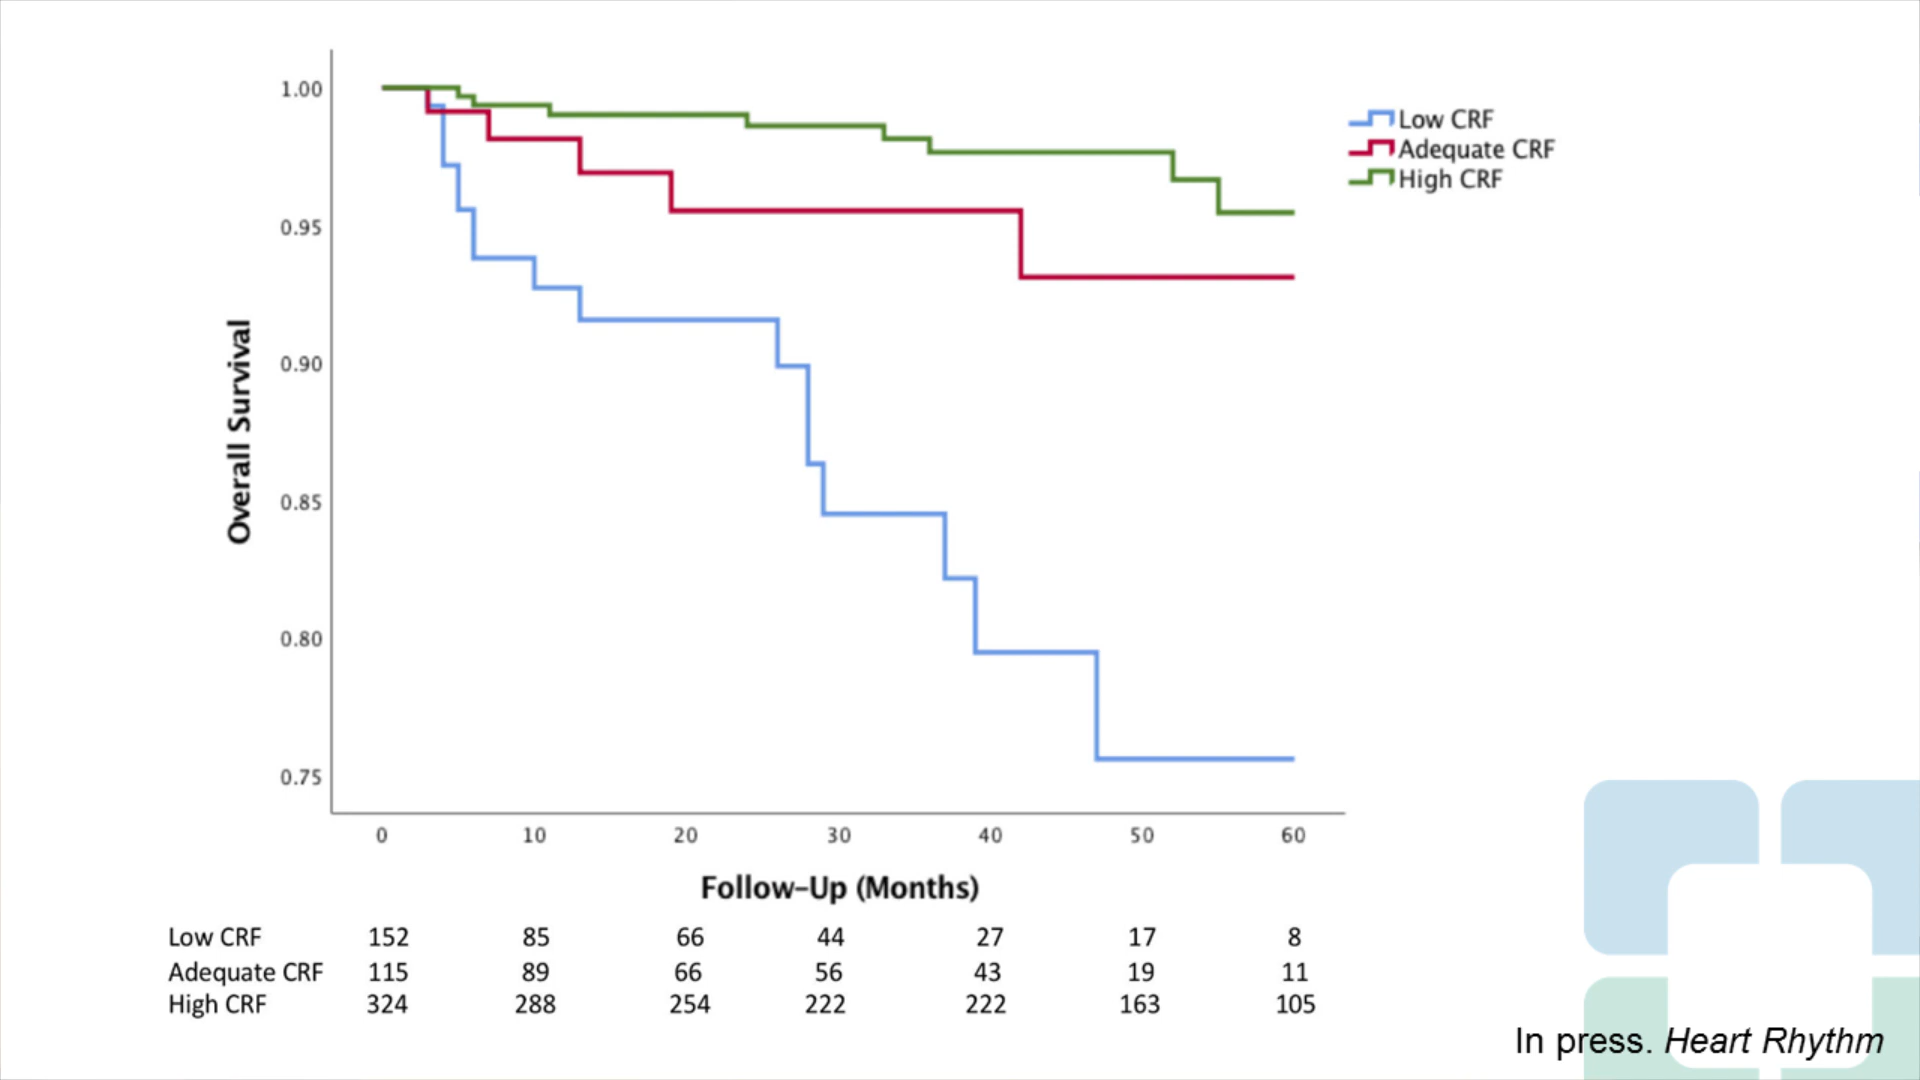 1.00
0.95
0.90
0.85
0.80
0.75
Overall Survival
0 10 20 30 40 50 60
Follow-Up (Months)
Low CRF
Adequate CRF
High CRF
Low CRF 152 85 66 44 27 17 8
Adequate CRF 115 89 66 56 43 19 11
High CRF 324 288 254 222 222 163 105
In press. Heart Rhythm